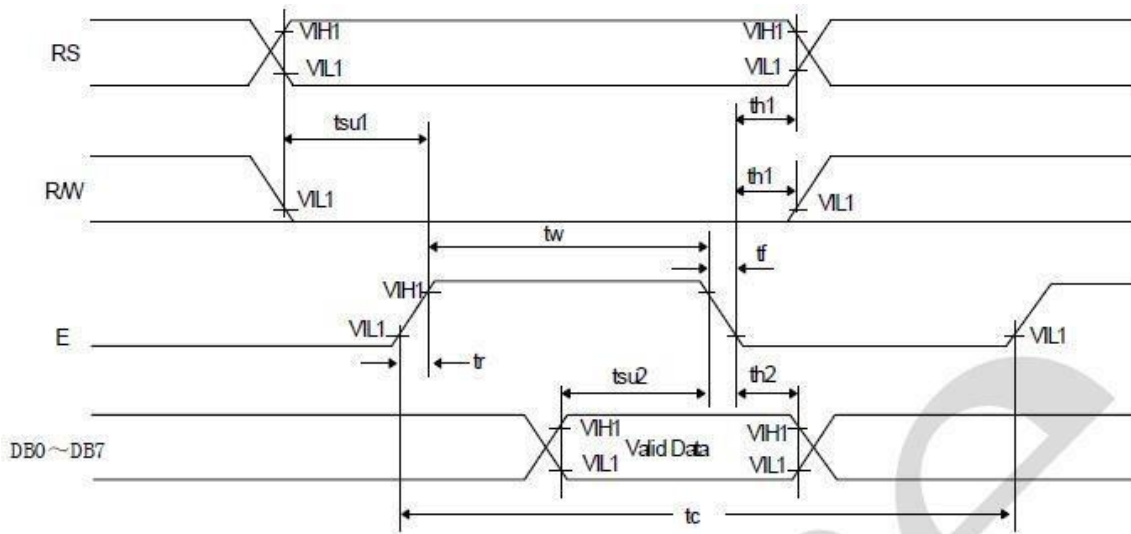 VIH1
VIH1
RS
VIL1
VIL1
th1
tsu1
R/W
th1
VIL1
VIL1
tw
tf
VIH1
E
VIL1
VIL1
tr
tsu2
th2
VIH1
VIH1
DB0～DB7
Valid Data
VIL1
VIL1
tc